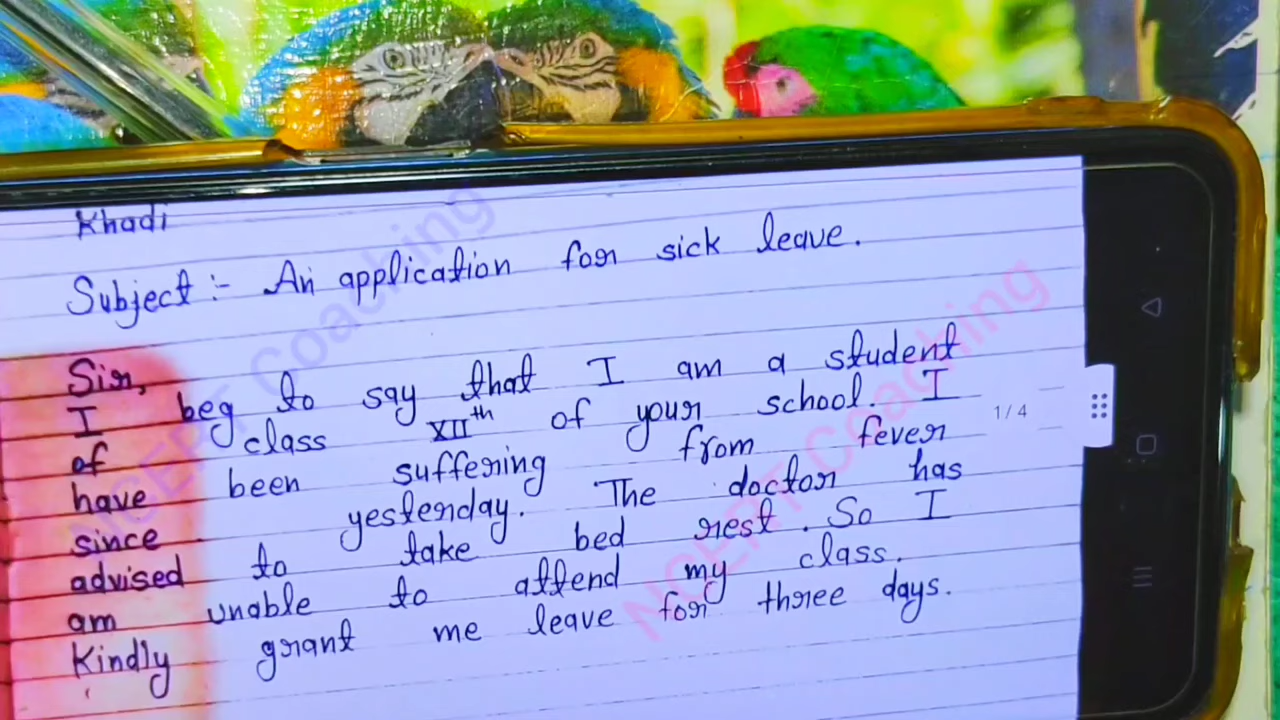 Khadi
Subject :- An application for sick leave.
Sir,
I beg to say that I am a student
of class XIIth of your school. I
have been suffering from fever
since yesterday. The doctor has
advised to take bed rest. So I
am unable to attend my class.
Kindly grant me leave for three days.
1/4
NCERT Coaching
NCERT Coaching